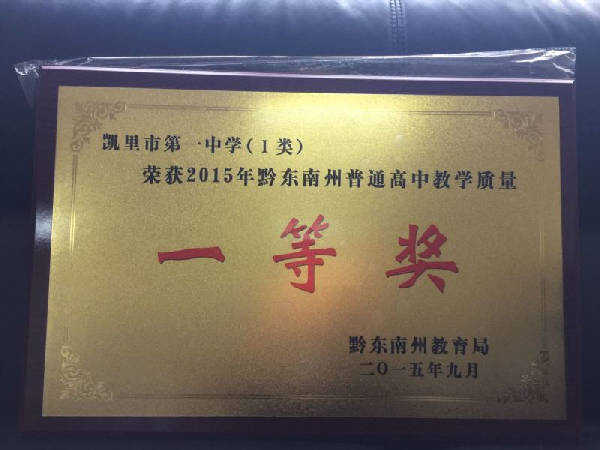 凯里市第一中学(I类)
荣获2015年黔东南州普通高中教学质量
一等奖
黔东南州教育局
二〇一五年九月